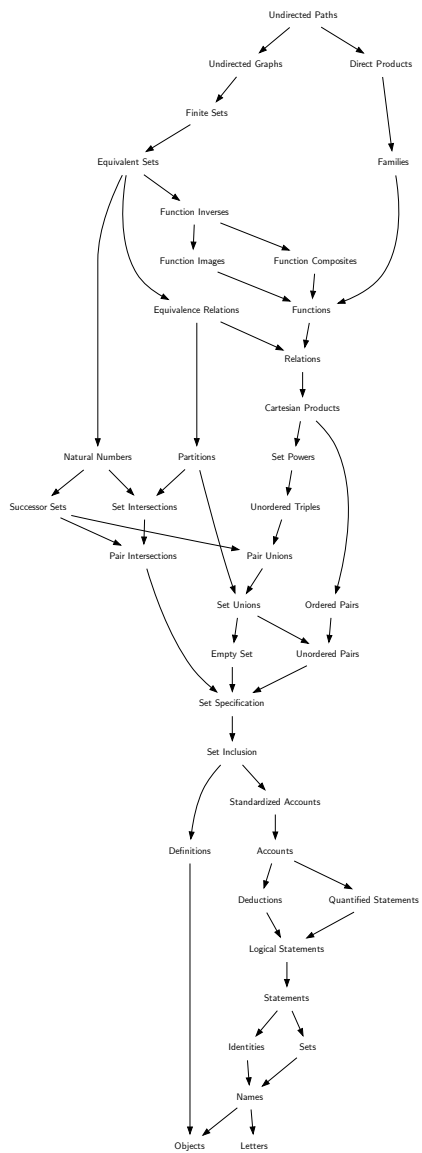 Undirected Paths
Undirected Graphs
Direct Products
Finite Sets
Equivalent Sets
Families
Function Inverses
Function Images
Function Composites
Equivalence Relations
Functions
Relations
Cartesian Products
Natural Numbers
Partitions
Set Powers
Successor Sets
Set Intersections
Unordered Triples
Pair Intersections
Pair Unions
Set Unions
Ordered Pairs
Empty Set
Unordered Pairs
Set Specification
Set Inclusion
Standardized Accounts
Definitions
Accounts
Deductions
Quantified Statements
Logical Statements
Statements
Identities
Sets
Names
Objects
Letters